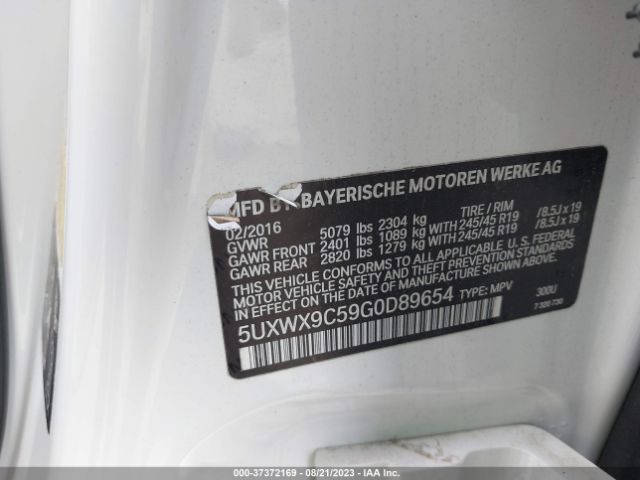 MFD BY BAYERISCHE MOTOREN WERKE AG
02/2016
GVWR 5079 lbs 2304 kg TIRE / RIM
GAWR FRONT 2401 lbs 1089 kg WITH 245/45 R19 /8.5J x 19
GAWR REAR 2820 lbs 1279 kg WITH 245/45 R19 /8.5J x 19
THIS VEHICLE CONFORMS TO ALL APPLICABLE U.S. FEDERAL
MOTOR VEHICLE SAFETY AND THEFT PREVENTION STANDARDS
IN EFFECT ON THE DATE OF MANUFACTURE SHOWN ABOVE.
5UXWX9C59G0D89654 TYPE: MPV 300U
7 320 730
000-37372169 - 08/21/2023 - IAA Inc.